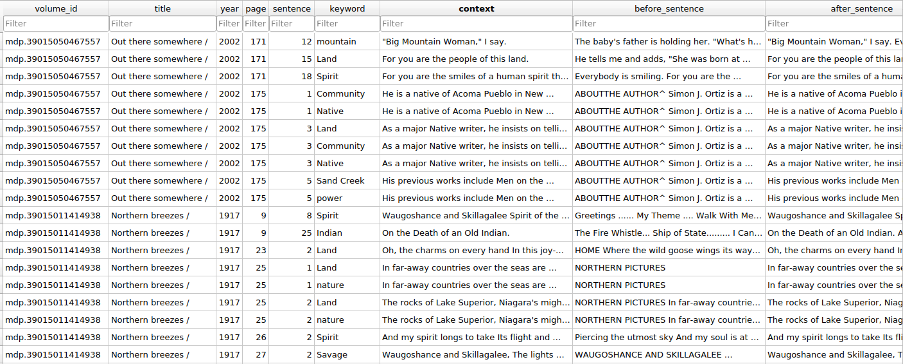 volume_id title year page sentence keyword context before_sentence after_sentence
Filter Filter Filter Filter Filter Filter Filter Filter Filter
mdp.39015050467557 Out there somewhere / 2002 171 12 mountain "Big Mountain Woman," I say. The baby's father is holding her. "What's h... "Big Mountain Woman," I say. Ev
mdp.39015050467557 Out there somewhere / 2002 171 15 Land For you are the people of this land. He tells me and adds, "She was born at ... For you are the people of this lan
mdp.39015050467557 Out there somewhere / 2002 171 18 Spirit For you are the smiles of a human spirit th... Everybody is smiling. For you are the ... For you are the smiles of a huma
mdp.39015050467557 Out there somewhere / 2002 175 1 Community He is a native of Acoma Pueblo in New ... ABOUTTHE AUTHOR^ Simon J. Ortiz is a ... He is a native of Acoma Pueblo i
mdp.39015050467557 Out there somewhere / 2002 175 1 Native He is a native of Acoma Pueblo in New ... ABOUTTHE AUTHOR^ Simon J. Ortiz is a ... He is a native of Acoma Pueblo i
mdp.39015050467557 Out there somewhere / 2002 175 3 Land As a major Native writer, he insists on telli... ABOUTTHE AUTHOR^ Simon J. Ortiz is a ... As a major Native writer, he insis
mdp.39015050467557 Out there somewhere / 2002 175 3 Community As a major Native writer, he insists on telli... ABOUTTHE AUTHOR^ Simon J. Ortiz is a ... As a major Native writer, he insis
mdp.39015050467557 Out there somewhere / 2002 175 3 Native As a major Native writer, he insists on telli... ABOUTTHE AUTHOR^ Simon J. Ortiz is a ... As a major Native writer, he insis
mdp.39015050467557 Out there somewhere / 2002 175 5 Sand Creek His previous works include Men on the ... ABOUTTHE AUTHOR^ Simon J. Ortiz is a ... His previous works include Men
mdp.39015050467557 Out there somewhere / 2002 175 5 power His previous works include Men on the ... ABOUTTHE AUTHOR^ Simon J. Ortiz is a ... His previous works include Men
mdp.39015011414938 Northern breezes / 1917 9 8 Spirit Waugoshance and Skillagalee Spirit of the ... Greetings ...... My Theme .... Walk With Me... Waugoshance and Skillagalee Sp
mdp.39015011414938 Northern breezes / 1917 9 25 Indian On the Death of an Old Indian. The Fire Whistle... Ship of State......... I Can... On the Death of an Old Indian. A
mdp.39015011414938 Northern breezes / 1917 23 2 Land Oh, the charms on every hand In this joy-... HOME Where the wild goose wings its way... Oh, the charms on every hand In
mdp.39015011414938 Northern breezes / 1917 25 1 Land In far-away countries over the seas are ... NORTHERN PICTURES In far-away countries over the se
mdp.39015011414938 Northern breezes / 1917 25 1 nature In far-away countries over the seas are ... NORTHERN PICTURES In far-away countries over the se
mdp.39015011414938 Northern breezes / 1917 25 2 Land The rocks of Lake Superior, Niagara's migh... NORTHERN PICTURES In far-away countrie... The rocks of Lake Superior, Niag
mdp.39015011414938 Northern breezes / 1917 25 2 nature The rocks of Lake Superior, Niagara's migh... NORTHERN PICTURES In far-away countrie... The rocks of Lake Superior, Niag
mdp.39015011414938 Northern breezes / 1917 26 2 Spirit And my spirit longs to take Its flight and ... Piercing the utmost sky And my soul is at ... And my spirit longs to take Its fli
mdp.39015011414938 Northern breezes / 1917 27 2 Savage Waugoshance and Skillagalee, The lights ... WAUGOSHANCE AND SKILLAGALEE ... Waugoshance and Skillagalee, T